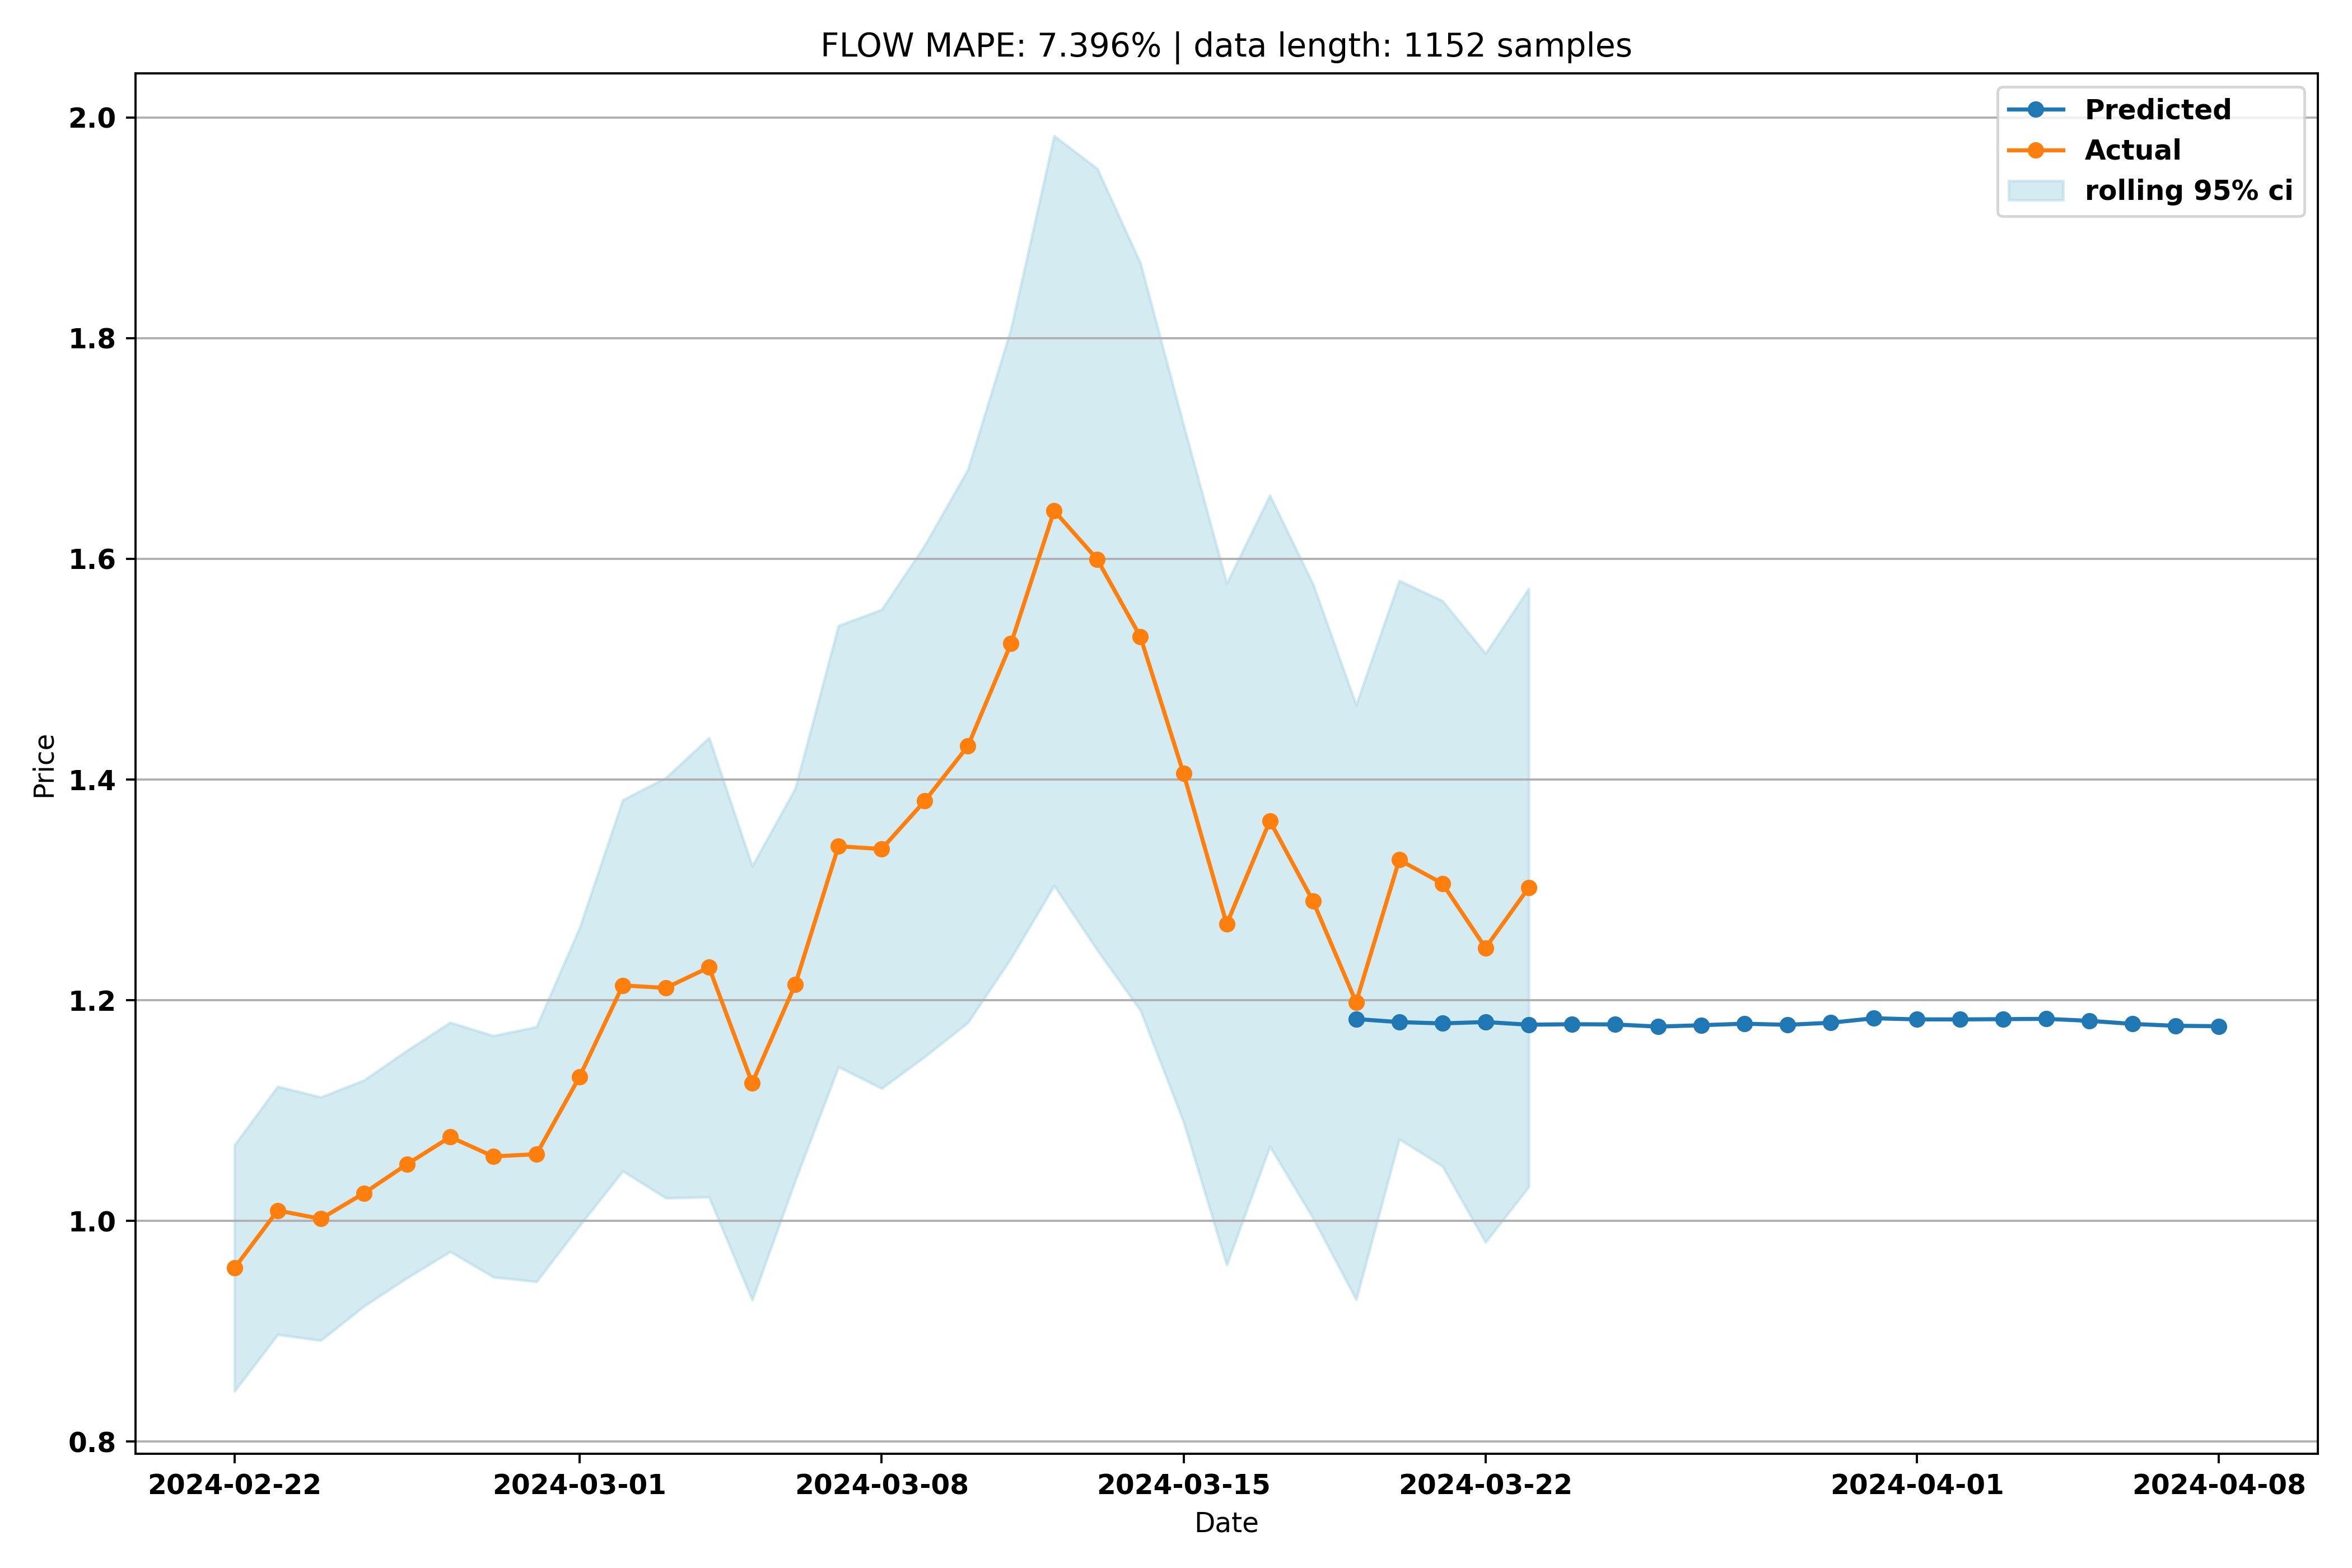 FLOW MAPE: 7.396% | data length: 1152 samples
Predicted
Actual
rolling 95% ci
Price
2.0
1.8
1.6
1.4
1.2
1.0
0.8
2024-02-22 2024-03-01 2024-03-08 2024-03-15 2024-03-22 2024-04-01 2024-04-08
Date